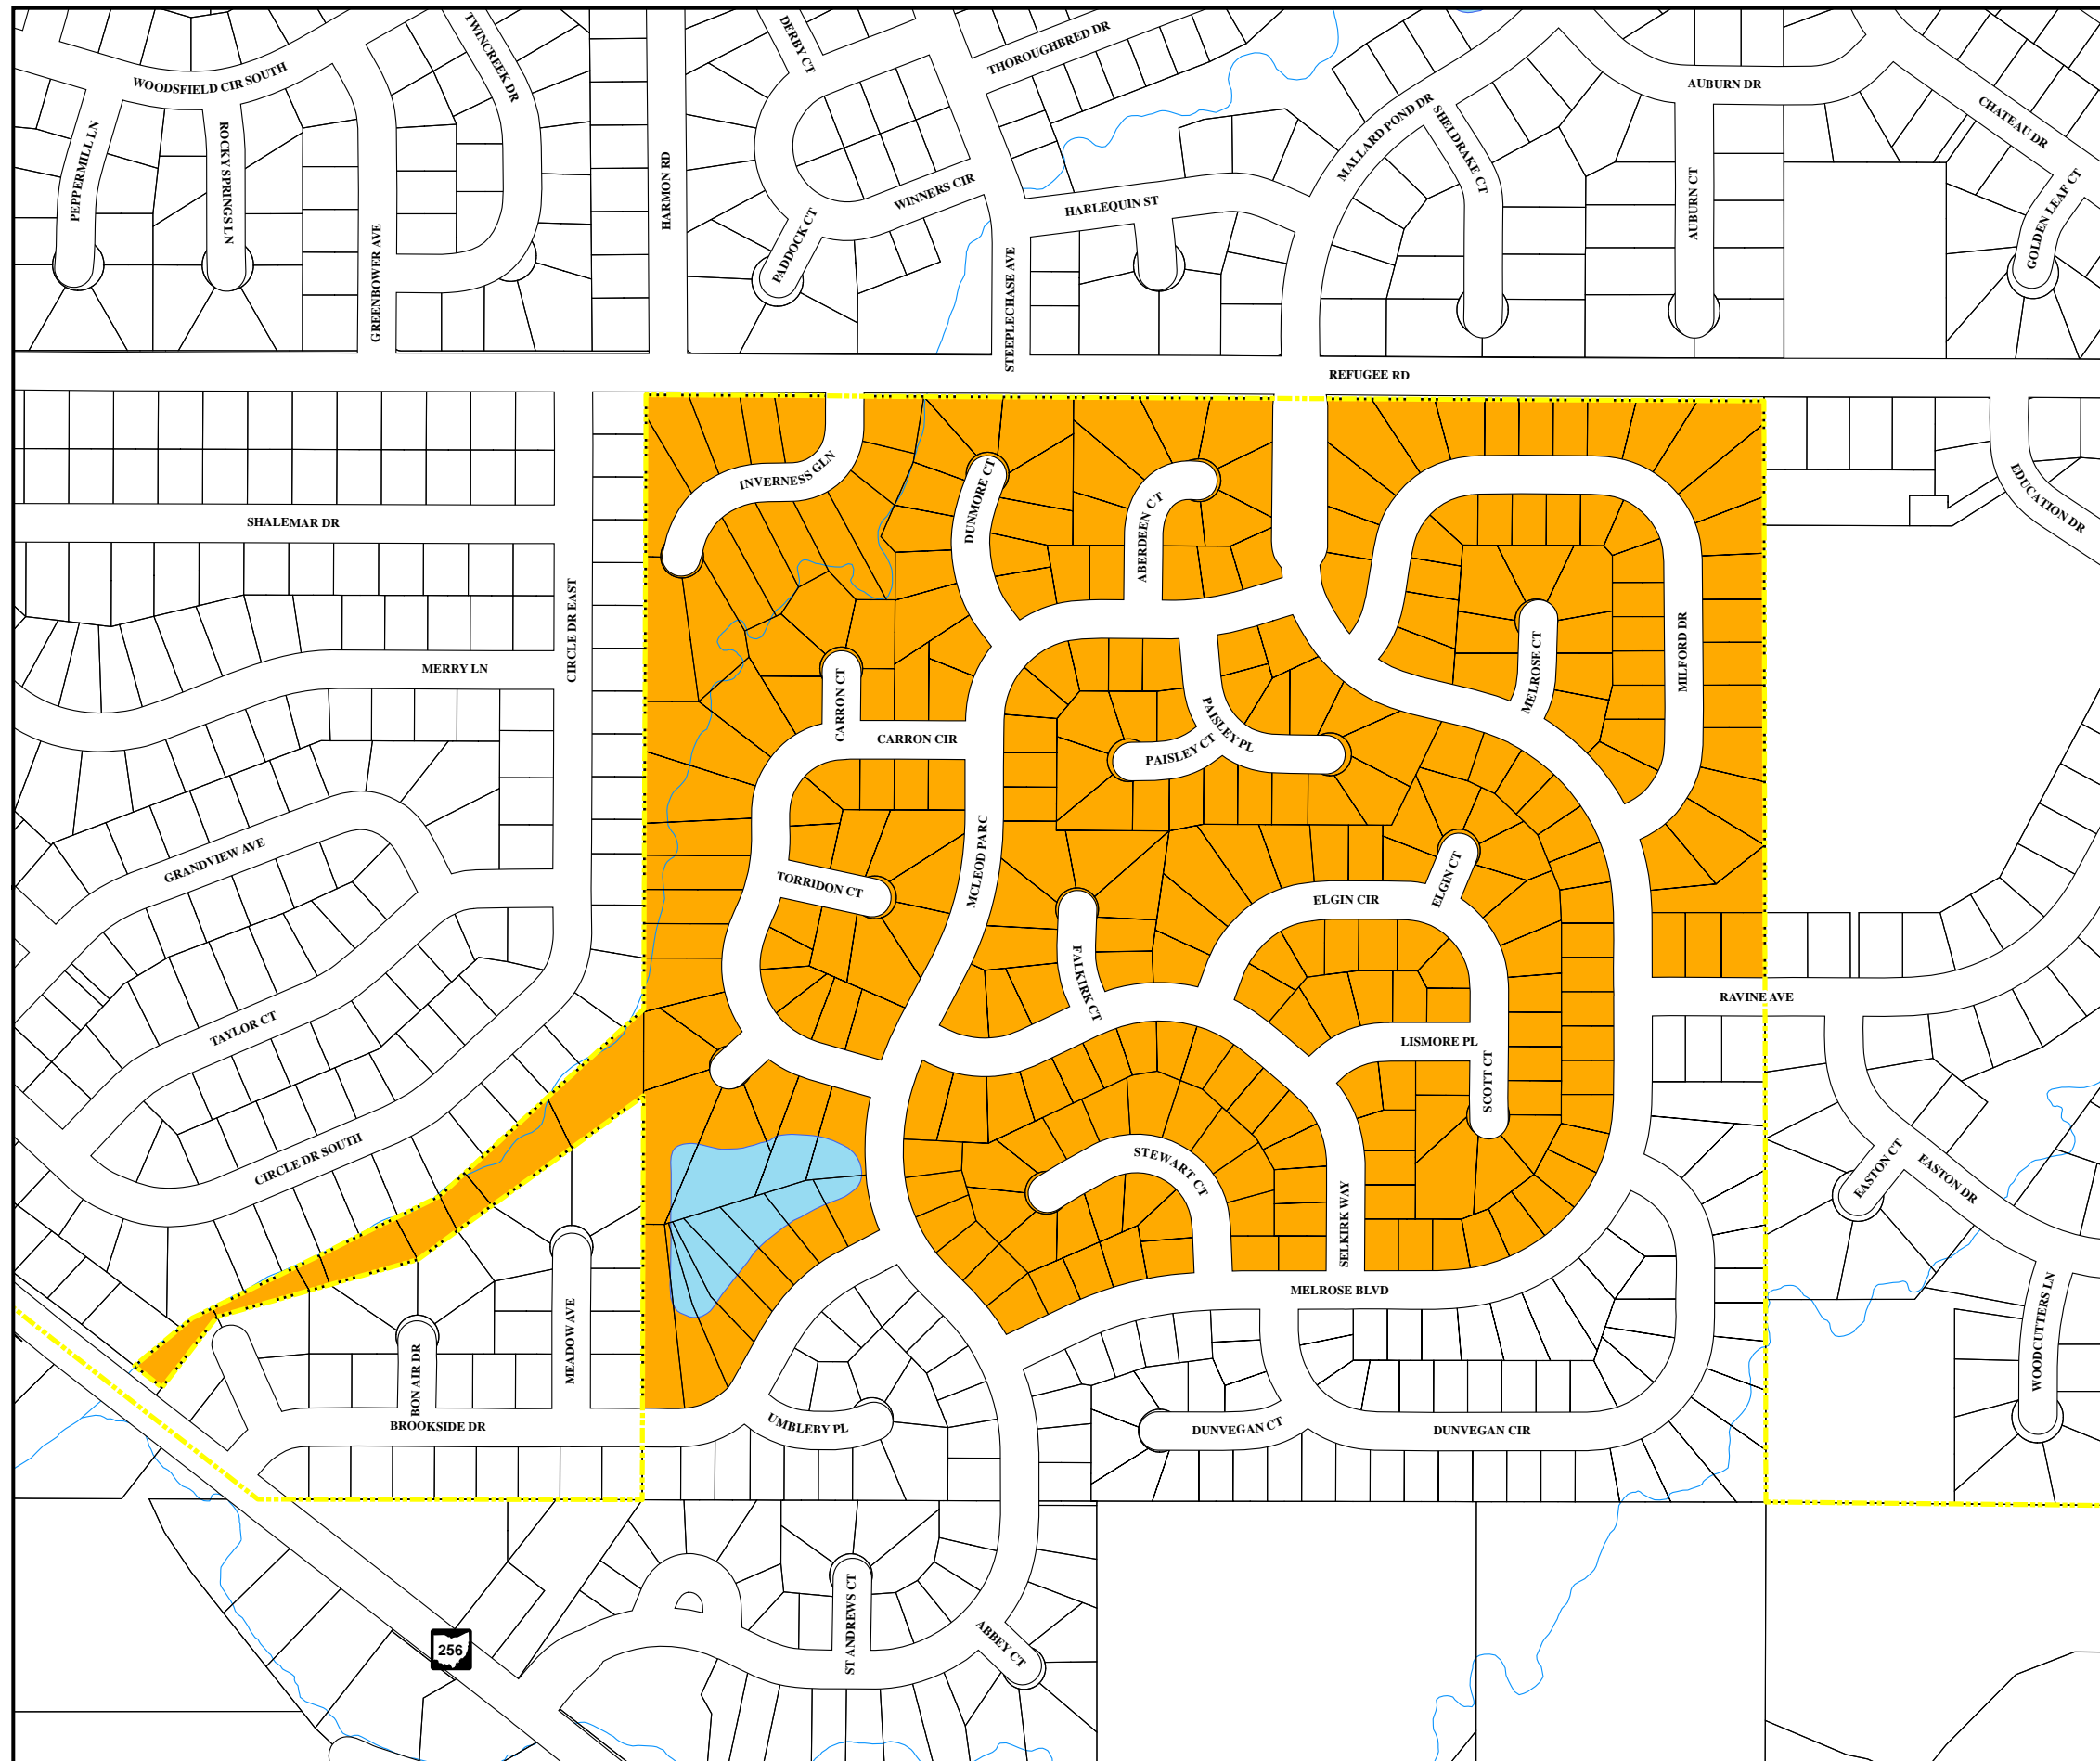 TWINCREEK DR
DERBY CT
THOROUGHBRED DR
WOODSFIELD CIR SOUTH
AUBURN DR
CHATEAU DR
MALLARD POND DR
SHELDRAKE CT
PEPPERMILL LN
ROCKY SPRINGS LN
HARMON RD
WINNERS CIR
HARLEQUIN ST
AUBURN CT
GOLDEN LEAF CT
PADDOCK CT
GREENBOWER AVE
STEEPLECHASE AVE
REFUGEE RD
INVERNESS GLN
DUNMORE CT
ABERDEEN CT
EDUCATION DR
SHALEMAR DR
CIRCLE DR EAST
MERRY LN
MELROSE CT
MILFORD DR
CARRON CT
CARRON CIR
PAISLEY PL
PAISLEY CT
GRANDVIEW AVE
MCLEOD PARC
TORRIDON CT
ELGIN CT
ELGIN CIR
FALKIRK CT
RAVINE AVE
TAYLOR CT
LISMORE PL
SCOTT CT
CIRCLE DR SOUTH
STEWART CT
EASTON CT
EASTON DR
SELKIRK WAY
MELROSE BLVD
WOODCUTTERS LN
MEADOW AVE
BON AIR DR
BROOKSIDE DR
UMBLEBY PL
DUNVEGAN CT
DUNVEGAN CIR
ST ANDREWS CT
ABBEY CT
256